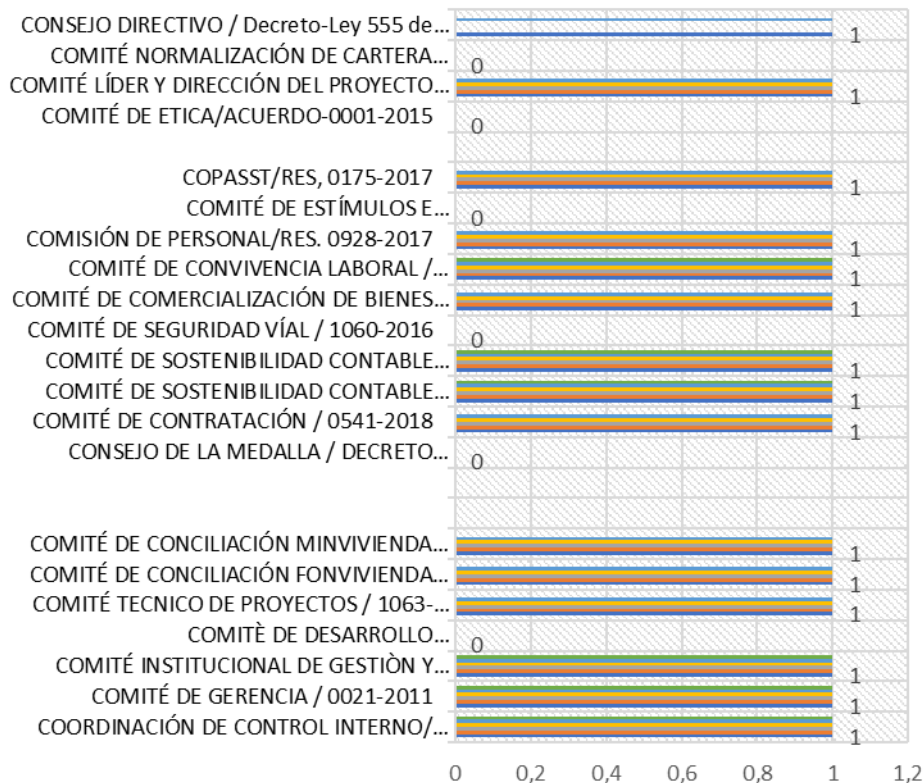 CONSEJO DIRECTIVO / Decreto-Ley 555 de...
1
COMITÉ NORMALIZACIÓN DE CARTERA...
0
COMITÉ LÍDER Y DIRECCIÓN DEL PROYECTO...
1
COMITÉ DE ETICA/ACUERDO-0001-2015
0
COPASST/RES, 0175-2017
1
COMITÉ DE ESTÍMULOS E...
0
COMISIÓN DE PERSONAL/RES. 0928-2017
1
COMITÉ DE CONVIVENCIA LABORAL /...
1
COMITÉ DE COMERCIALIZACIÓN DE BIENES...
1
COMITÉ DE SEGURIDAD VÍAL / 1060-2016
0
COMITÉ DE SOSTENIBILIDAD CONTABLE...
1
COMITÉ DE SOSTENIBILIDAD CONTABLE...
1
COMITÉ DE CONTRATACIÓN / 0541-2018
1
CONSEJO DE LA MEDALLA / DECRETO...
0
COMITÉ DE CONCILIACIÓN MINVIVIENDA...
1
COMITÉ DE CONCILIACIÓN FONVIVIENDA...
1
COMITÉ TECNICO DE PROYECTOS / 1063-...
1
COMITÈ DE DESARROLLO...
0
COMITÉ INSTITUCIONAL DE GESTIÒN Y...
1
COMITÉ DE GERENCIA / 0021-2011
1
COORDINACIÓN DE CONTROL INTERNO/...
1
0 0,2 0,4 0,6 0,8 1 1,2